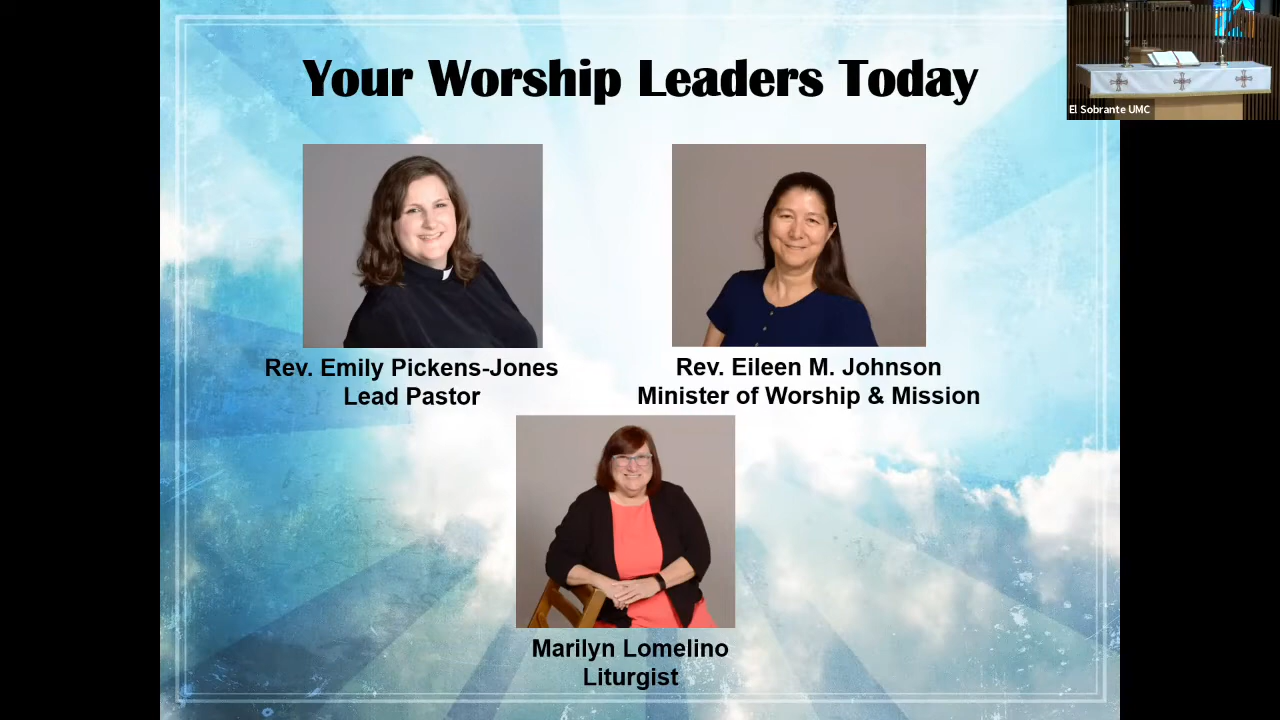 Your Worship Leaders Today
El Sobrante UMC
Rev. Emily Pickens-Jones
Lead Pastor
Rev. Eileen M. Johnson
Minister of Worship & Mission
Marilyn Lomelino
Liturgist